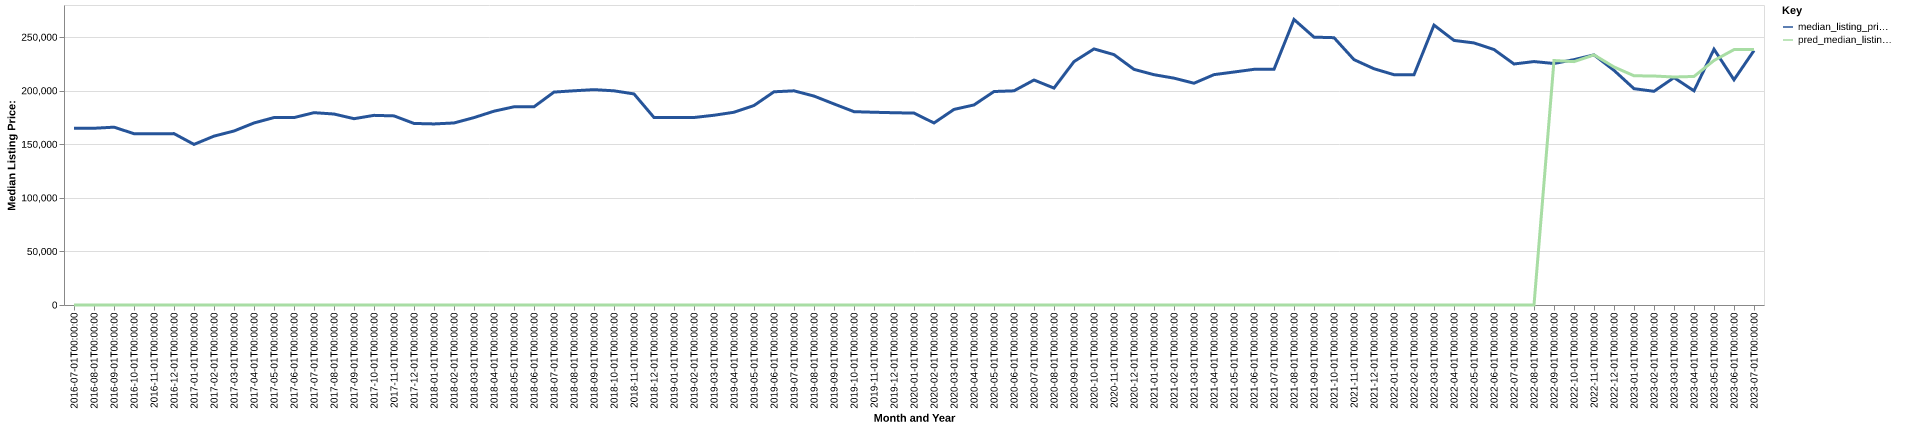 Key
median_listing_pri…
pred_median_listin…
Median Listing Price:
250,000
200,000
150,000
100,000
50,000
0
2016-07-01T00:00:00
2016-08-01T00:00:00
2016-09-01T00:00:00
2016-10-01T00:00:00
2016-11-01T00:00:00
2016-12-01T00:00:00
2017-01-01T00:00:00
2017-02-01T00:00:00
2017-03-01T00:00:00
2017-04-01T00:00:00
2017-05-01T00:00:00
2017-06-01T00:00:00
2017-07-01T00:00:00
2017-08-01T00:00:00
2017-09-01T00:00:00
2017-10-01T00:00:00
2017-11-01T00:00:00
2017-12-01T00:00:00
2018-01-01T00:00:00
2018-02-01T00:00:00
2018-03-01T00:00:00
2018-04-01T00:00:00
2018-05-01T00:00:00
2018-06-01T00:00:00
2018-07-01T00:00:00
2018-08-01T00:00:00
2018-09-01T00:00:00
2018-10-01T00:00:00
2018-11-01T00:00:00
2018-12-01T00:00:00
2019-01-01T00:00:00
2019-02-01T00:00:00
2019-03-01T00:00:00
2019-04-01T00:00:00
2019-05-01T00:00:00
2019-06-01T00:00:00
2019-07-01T00:00:00
2019-08-01T00:00:00
2019-09-01T00:00:00
2019-10-01T00:00:00
2019-11-01T00:00:00
2019-12-01T00:00:00
2020-01-01T00:00:00
2020-02-01T00:00:00
2020-03-01T00:00:00
2020-04-01T00:00:00
2020-05-01T00:00:00
2020-06-01T00:00:00
2020-07-01T00:00:00
2020-08-01T00:00:00
2020-09-01T00:00:00
2020-10-01T00:00:00
2020-11-01T00:00:00
2020-12-01T00:00:00
2021-01-01T00:00:00
2021-02-01T00:00:00
2021-03-01T00:00:00
2021-04-01T00:00:00
2021-05-01T00:00:00
2021-06-01T00:00:00
2021-07-01T00:00:00
2021-08-01T00:00:00
2021-09-01T00:00:00
2021-10-01T00:00:00
2021-11-01T00:00:00
2021-12-01T00:00:00
2022-01-01T00:00:00
2022-02-01T00:00:00
2022-03-01T00:00:00
2022-04-01T00:00:00
2022-05-01T00:00:00
2022-06-01T00:00:00
2022-07-01T00:00:00
2022-08-01T00:00:00
2022-09-01T00:00:00
2022-10-01T00:00:00
2022-11-01T00:00:00
2022-12-01T00:00:00
2023-01-01T00:00:00
2023-02-01T00:00:00
2023-03-01T00:00:00
2023-04-01T00:00:00
2023-05-01T00:00:00
2023-06-01T00:00:00
2023-07-01T00:00:00
Month and Year